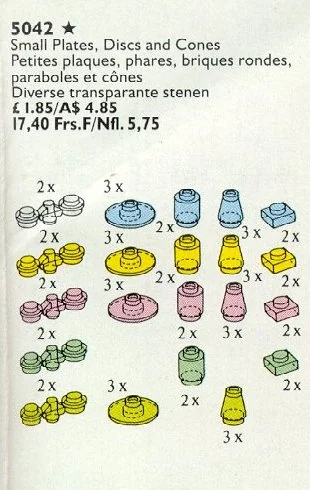 5042 ★
Small Plates, Discs and Cones
Petites plaques, phares, briques rondes,
paraboles et cônes
Diverse transparante stenen
£ 1.85/A$ 4.85
17,40 Frs.F/Nfl. 5,75
2 x 3 x
2 x 3 x 2 x 3 x 2 x
2 x 3 x 2 x 3 x 2 x
2 x 2 x 3 x 2 x
2 x 3 x 2 x 2 x
3 x